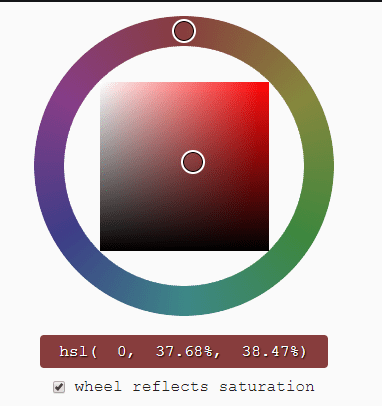 hsl( 0, 37.68%, 38.47%)
wheel reflects saturation